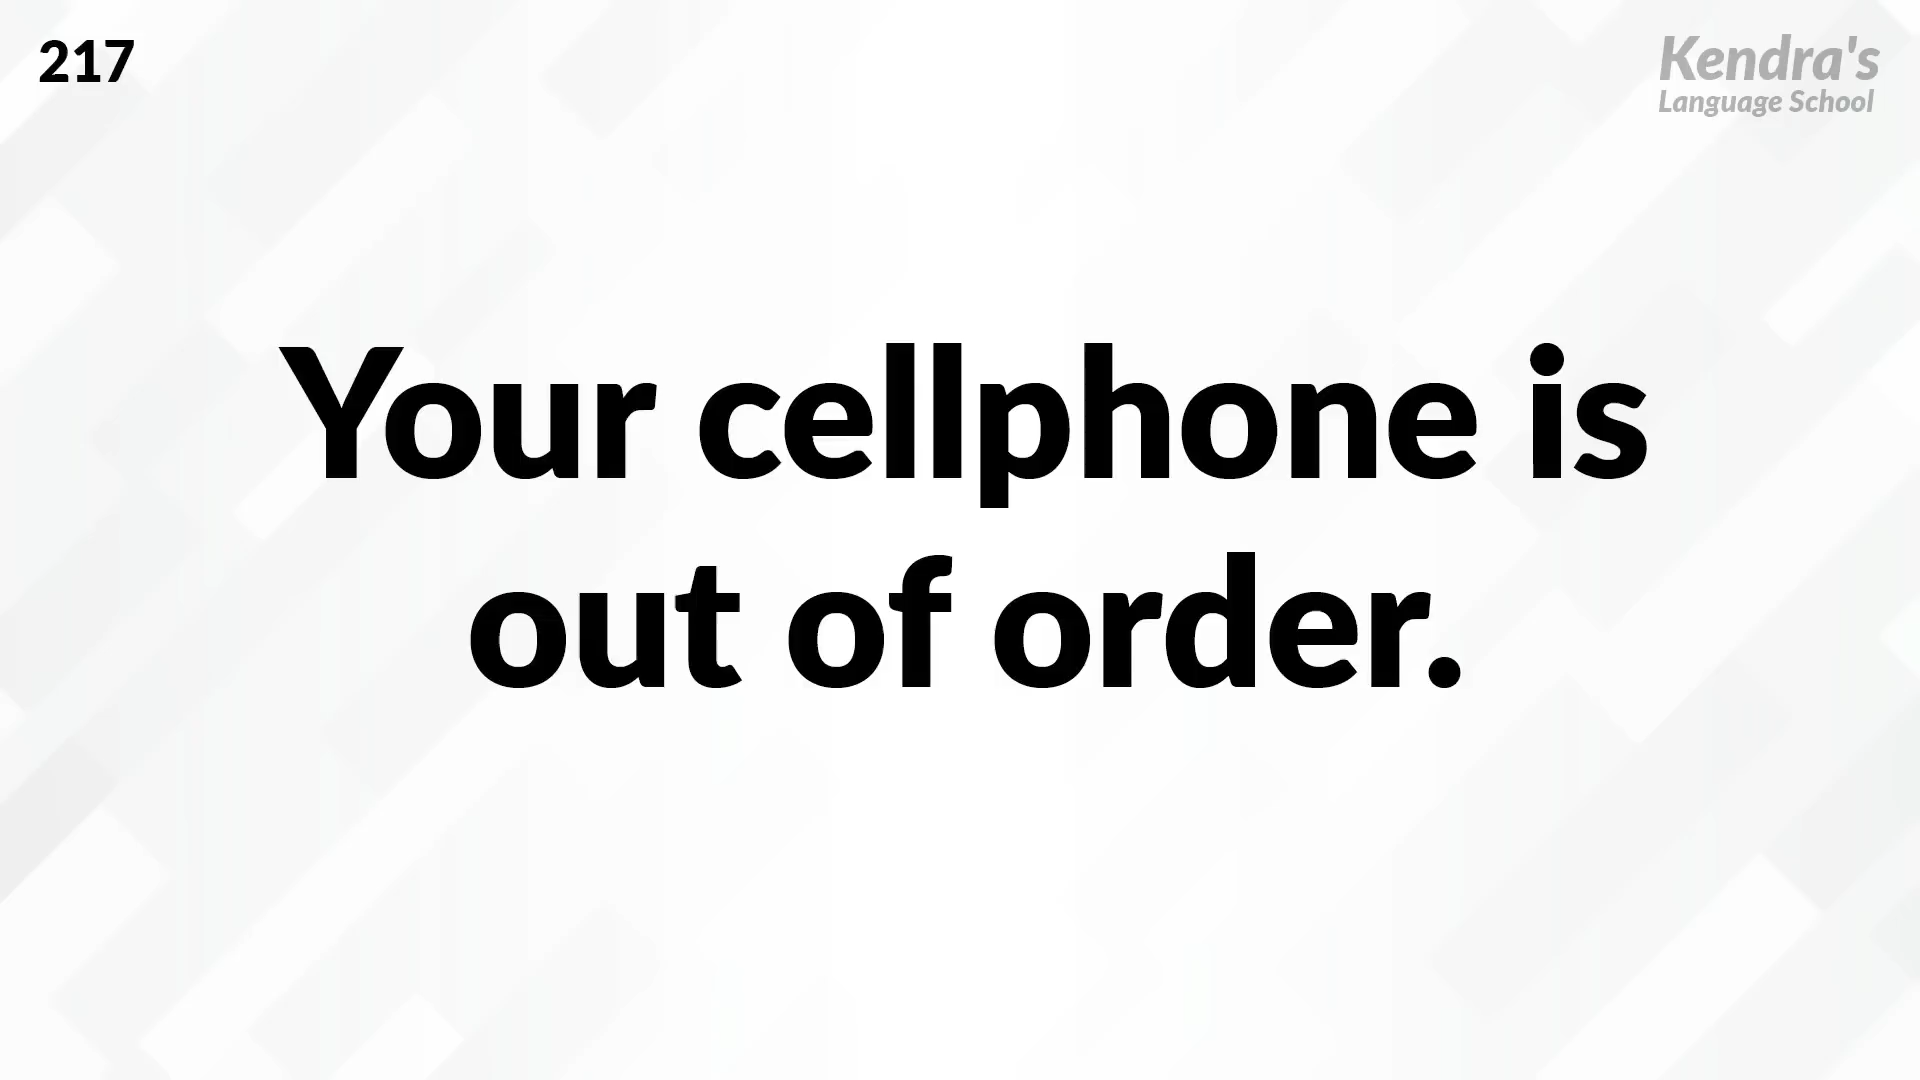 217
Kendra's
Language School
Your cellphone is
out of order.